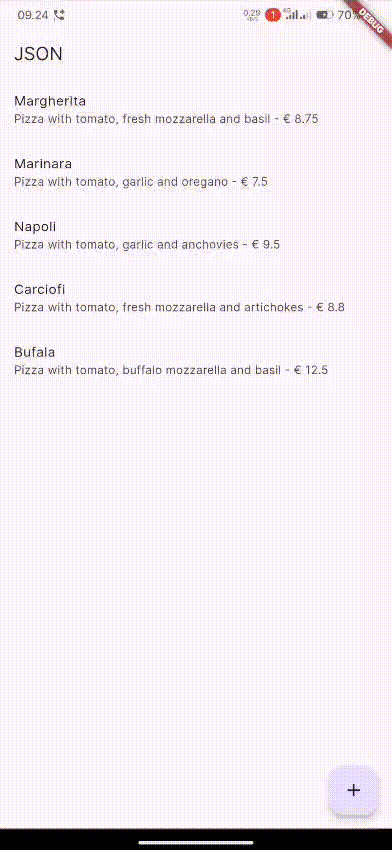 09.24 0.29 KB/S 1 4G 70%
DEBUG
JSON
Margherita
Pizza with tomato, fresh mozzarella and basil - € 8.75
Marinara
Pizza with tomato, garlic and oregano - € 7.5
Napoli
Pizza with tomato, garlic and anchovies - € 9.5
Carciofi
Pizza with tomato, fresh mozzarella and artichokes - € 8.8
Bufala
Pizza with tomato, buffalo mozzarella and basil - € 12.5
+